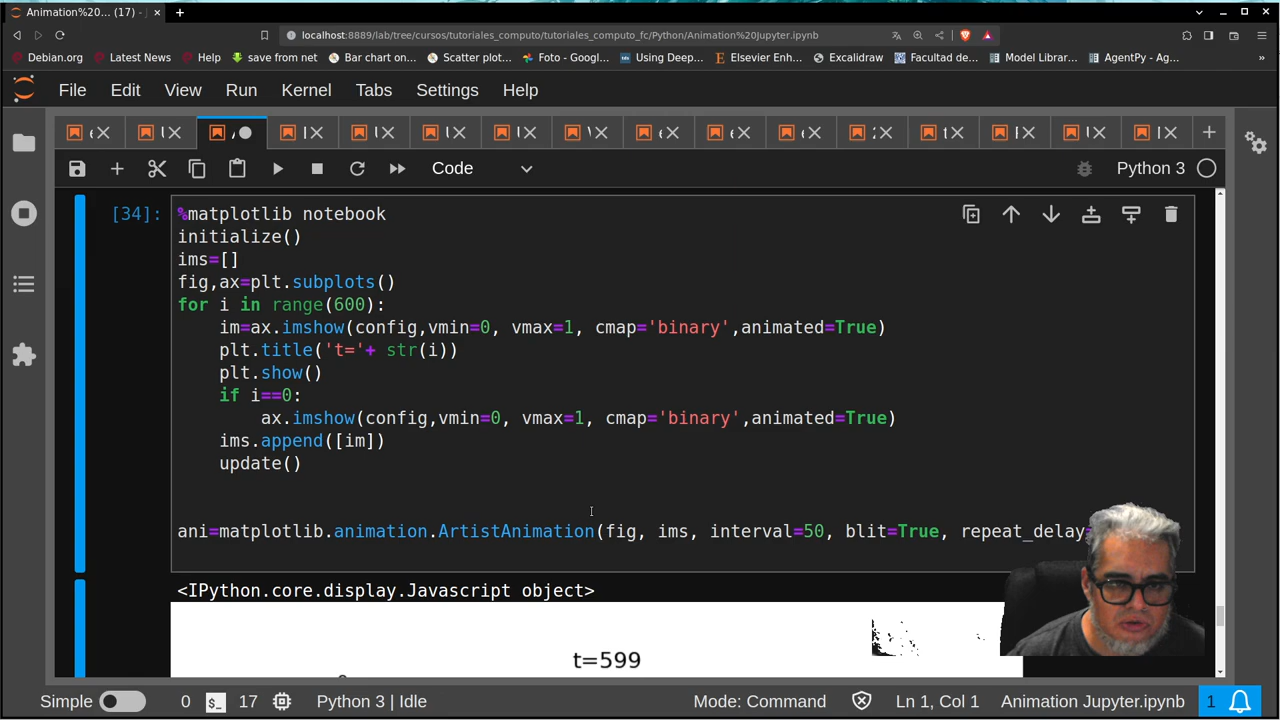 Animation%20... (17) - J
localhost:8889/lab/tree/cursos/tutoriales_computo/tutoriales_computo_fc/Python/Animation%20Jupyter.ipynb
Debian.org Latest News Help save from net Bar chart on... Scatter plot... Foto - Googl... Using Deep... Elsevier Enh... Excalidraw Facultad de... Model Library... AgentPy - Ag... »
File Edit View Run Kernel Tabs Settings Help
Code Python 3
[34]:
%matplotlib notebook
initialize()
ims=[]
fig,ax=plt.subplots()
for i in range(600):
im=ax.imshow(config,vmin=0, vmax=1, cmap='binary',animated=True)
plt.title('t='+ str(i))
plt.show()
if i==0:
ax.imshow(config,vmin=0, vmax=1, cmap='binary',animated=True)
ims.append([im])
update()
ani=matplotlib.animation.ArtistAnimation(fig, ims, interval=50, blit=True, repeat_delay=
<IPython.core.display.Javascript object>
t=599
Simple 0 $_ 17 Python 3 | Idle Mode: Command Ln 1, Col 1 Animation Jupyter.ipynb 1